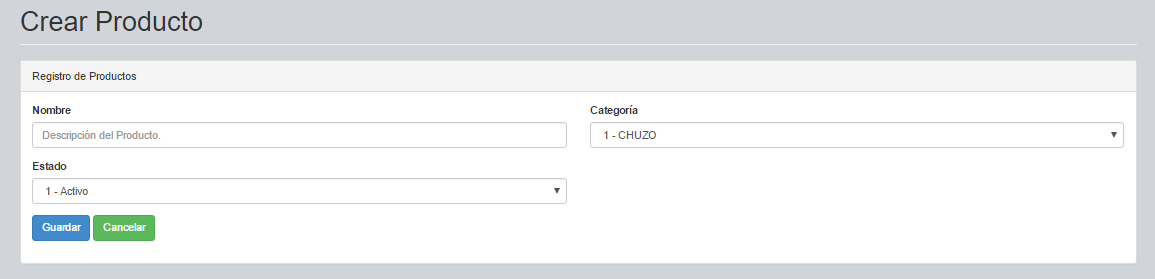 Crear Producto
Registro de Productos
Nombre
Descripción del Producto.
Categoría
1 - CHUZO
Estado
1 - Activo
Guardar
Cancelar